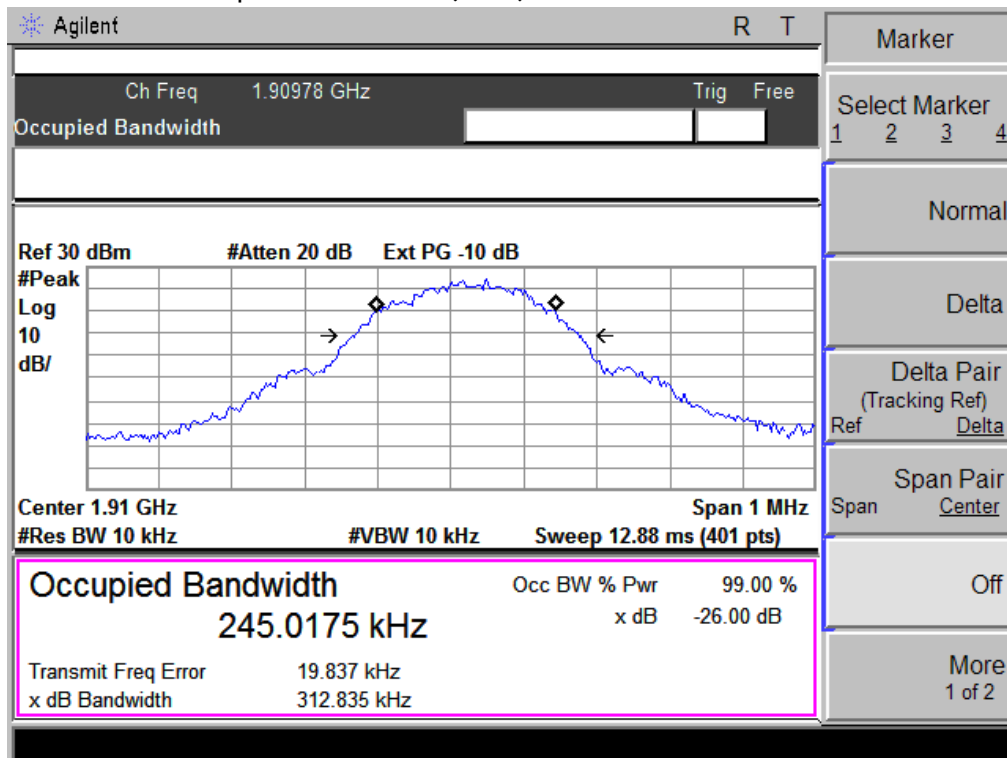 Agilent R T
Ch Freq 1.90978 GHz Trig Free
Occupied Bandwidth
Ref 30 dBm #Atten 20 dB Ext PG -10 dB
#Peak
Log
10
dB/
Center 1.91 GHz Span 1 MHz
#Res BW 10 kHz #VBW 10 kHz Sweep 12.88 ms (401 pts)
Occupied Bandwidth Occ BW % Pwr 99.00 %
245.0175 kHz x dB -26.00 dB
Transmit Freq Error 19.837 kHz
x dB Bandwidth 312.835 kHz
Marker
Select Marker
1 2 3 4
Normal
Delta
Delta Pair
(Tracking Ref)
Ref Delta
Span Pair
Span Center
Off
More
1 of 2